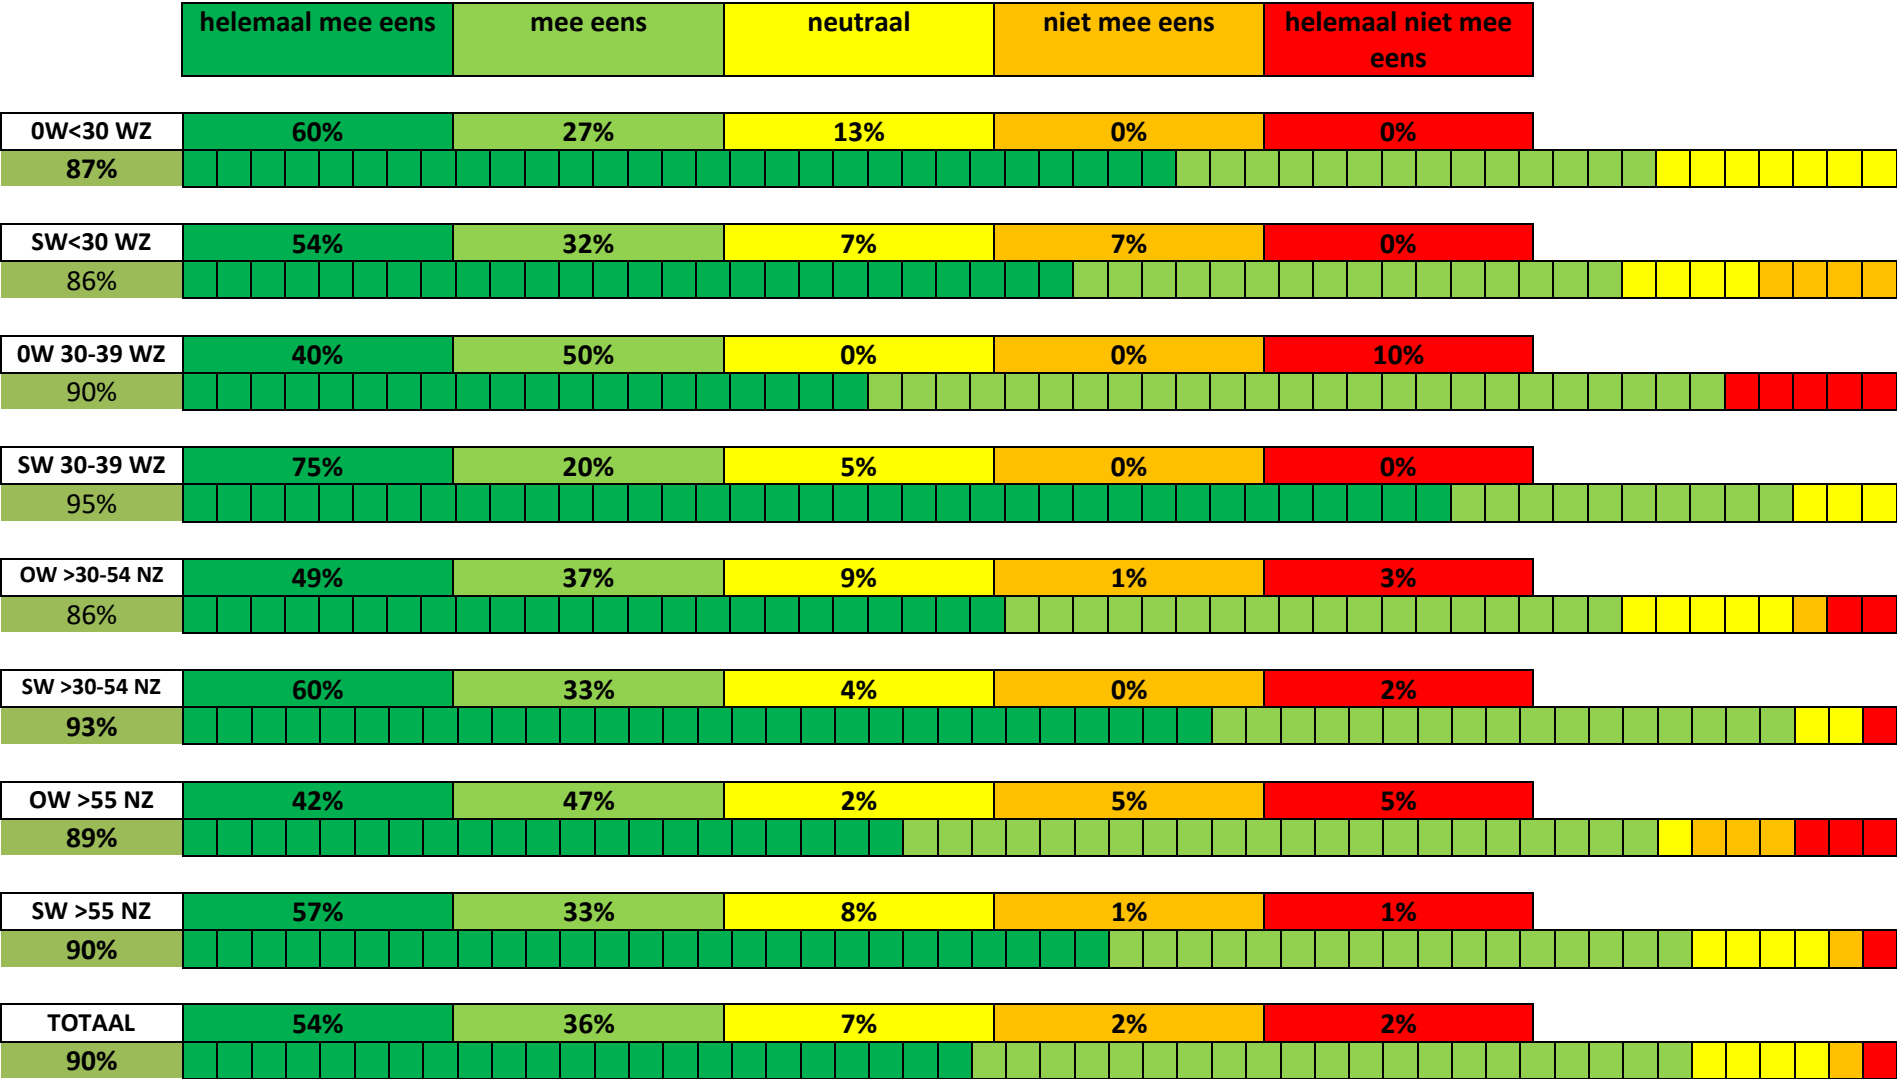 helemaal mee eens mee eens neutraal niet mee eens helemaal niet mee
eens
0W<30 WZ 60% 27% 13% 0% 0%
87%
SW<30 WZ 54% 32% 7% 7% 0%
86%
0W 30-39 WZ 40% 50% 0% 0% 10%
90%
SW 30-39 WZ 75% 20% 5% 0% 0%
95%
OW >30-54 NZ 49% 37% 9% 1% 3%
86%
SW >30-54 NZ 60% 33% 4% 0% 2%
93%
OW >55 NZ 42% 47% 2% 5% 5%
89%
SW >55 NZ 57% 33% 8% 1% 1%
90%
TOTAAL 54% 36% 7% 2% 2%
90%